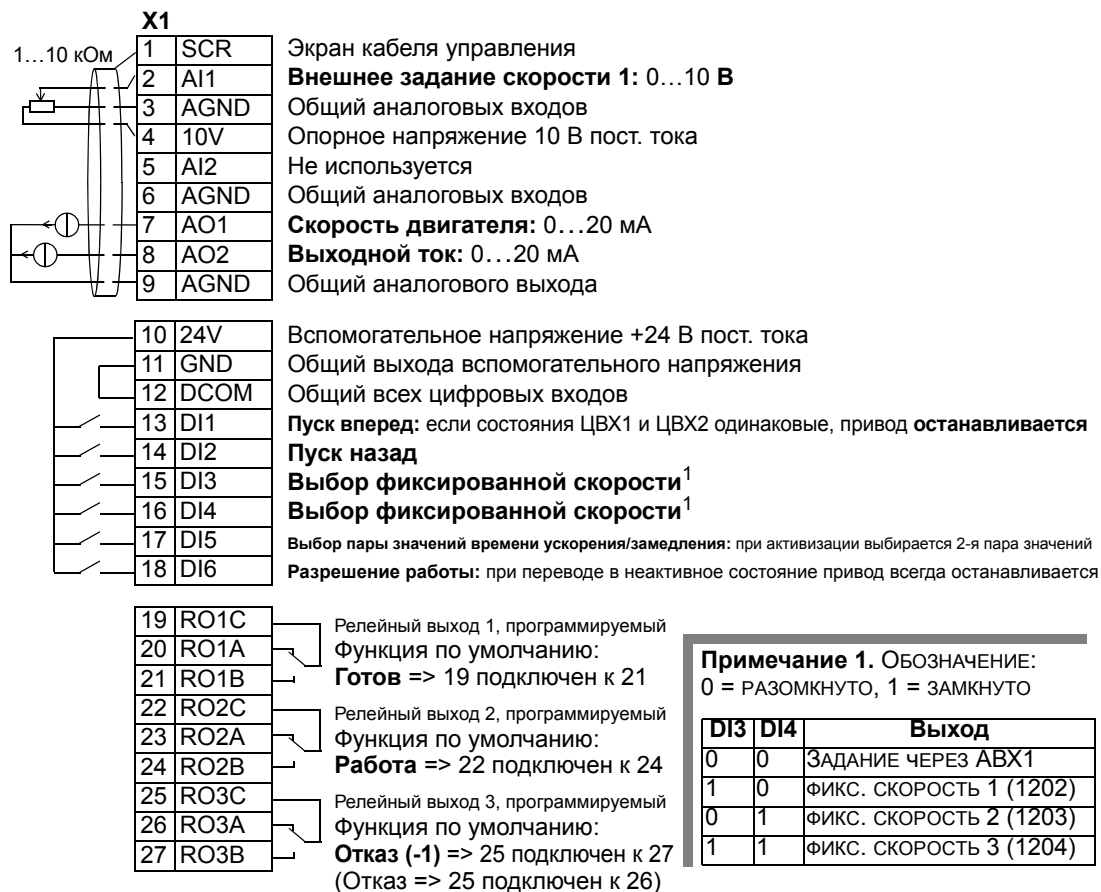 X1
1…10 кОм
1 SCR Экран кабеля управления
2 AI1 Внешнее задание скорости 1: 0…10 В
3 AGND Общий аналоговых входов
4 10V Опорное напряжение 10 В пост. тока
5 AI2 Не используется
6 AGND Общий аналоговых входов
7 AO1 Скорость двигателя: 0…20 мА
8 AO2 Выходной ток: 0…20 мА
9 AGND Общий аналогового выхода
10 24V Вспомогательное напряжение +24 В пост. тока
11 GND Общий выхода вспомогательного напряжения
12 DCOM Общий всех цифровых входов
13 DI1 Пуск вперед: если состояния ЦВХ1 и ЦВХ2 одинаковые, привод останавливается
14 DI2 Пуск назад
15 DI3 Выбор фиксированной скорости1
16 DI4 Выбор фиксированной скорости1
17 DI5 Выбор пары значений времени ускорения/замедления: при активизации выбирается 2-я пара значений
18 DI6 Разрешение работы: при переводе в неактивное состояние привод всегда останавливается
19 RO1C Релейный выход 1, программируемый
20 RO1A Функция по умолчанию:
21 RO1B Готов => 19 подключен к 21
22 RO2C Релейный выход 2, программируемый
23 RO2A Функция по умолчанию:
24 RO2B Работа => 22 подключен к 24
25 RO3C Релейный выход 3, программируемый
26 RO3A Функция по умолчанию:
27 RO3B Отказ (-1) => 25 подключен к 27
(Отказ => 25 подключен к 26)
Примечание 1. ОБОЗНАЧЕНИЕ:
0 = РАЗОМКНУТО, 1 = ЗАМКНУТО
DI3 DI4 Выход
0 0 ЗАДАНИЕ ЧЕРЕЗ АВХ1
1 0 ФИКС. СКОРОСТЬ 1 (1202)
0 1 ФИКС. СКОРОСТЬ 2 (1203)
1 1 ФИКС. СКОРОСТЬ 3 (1204)